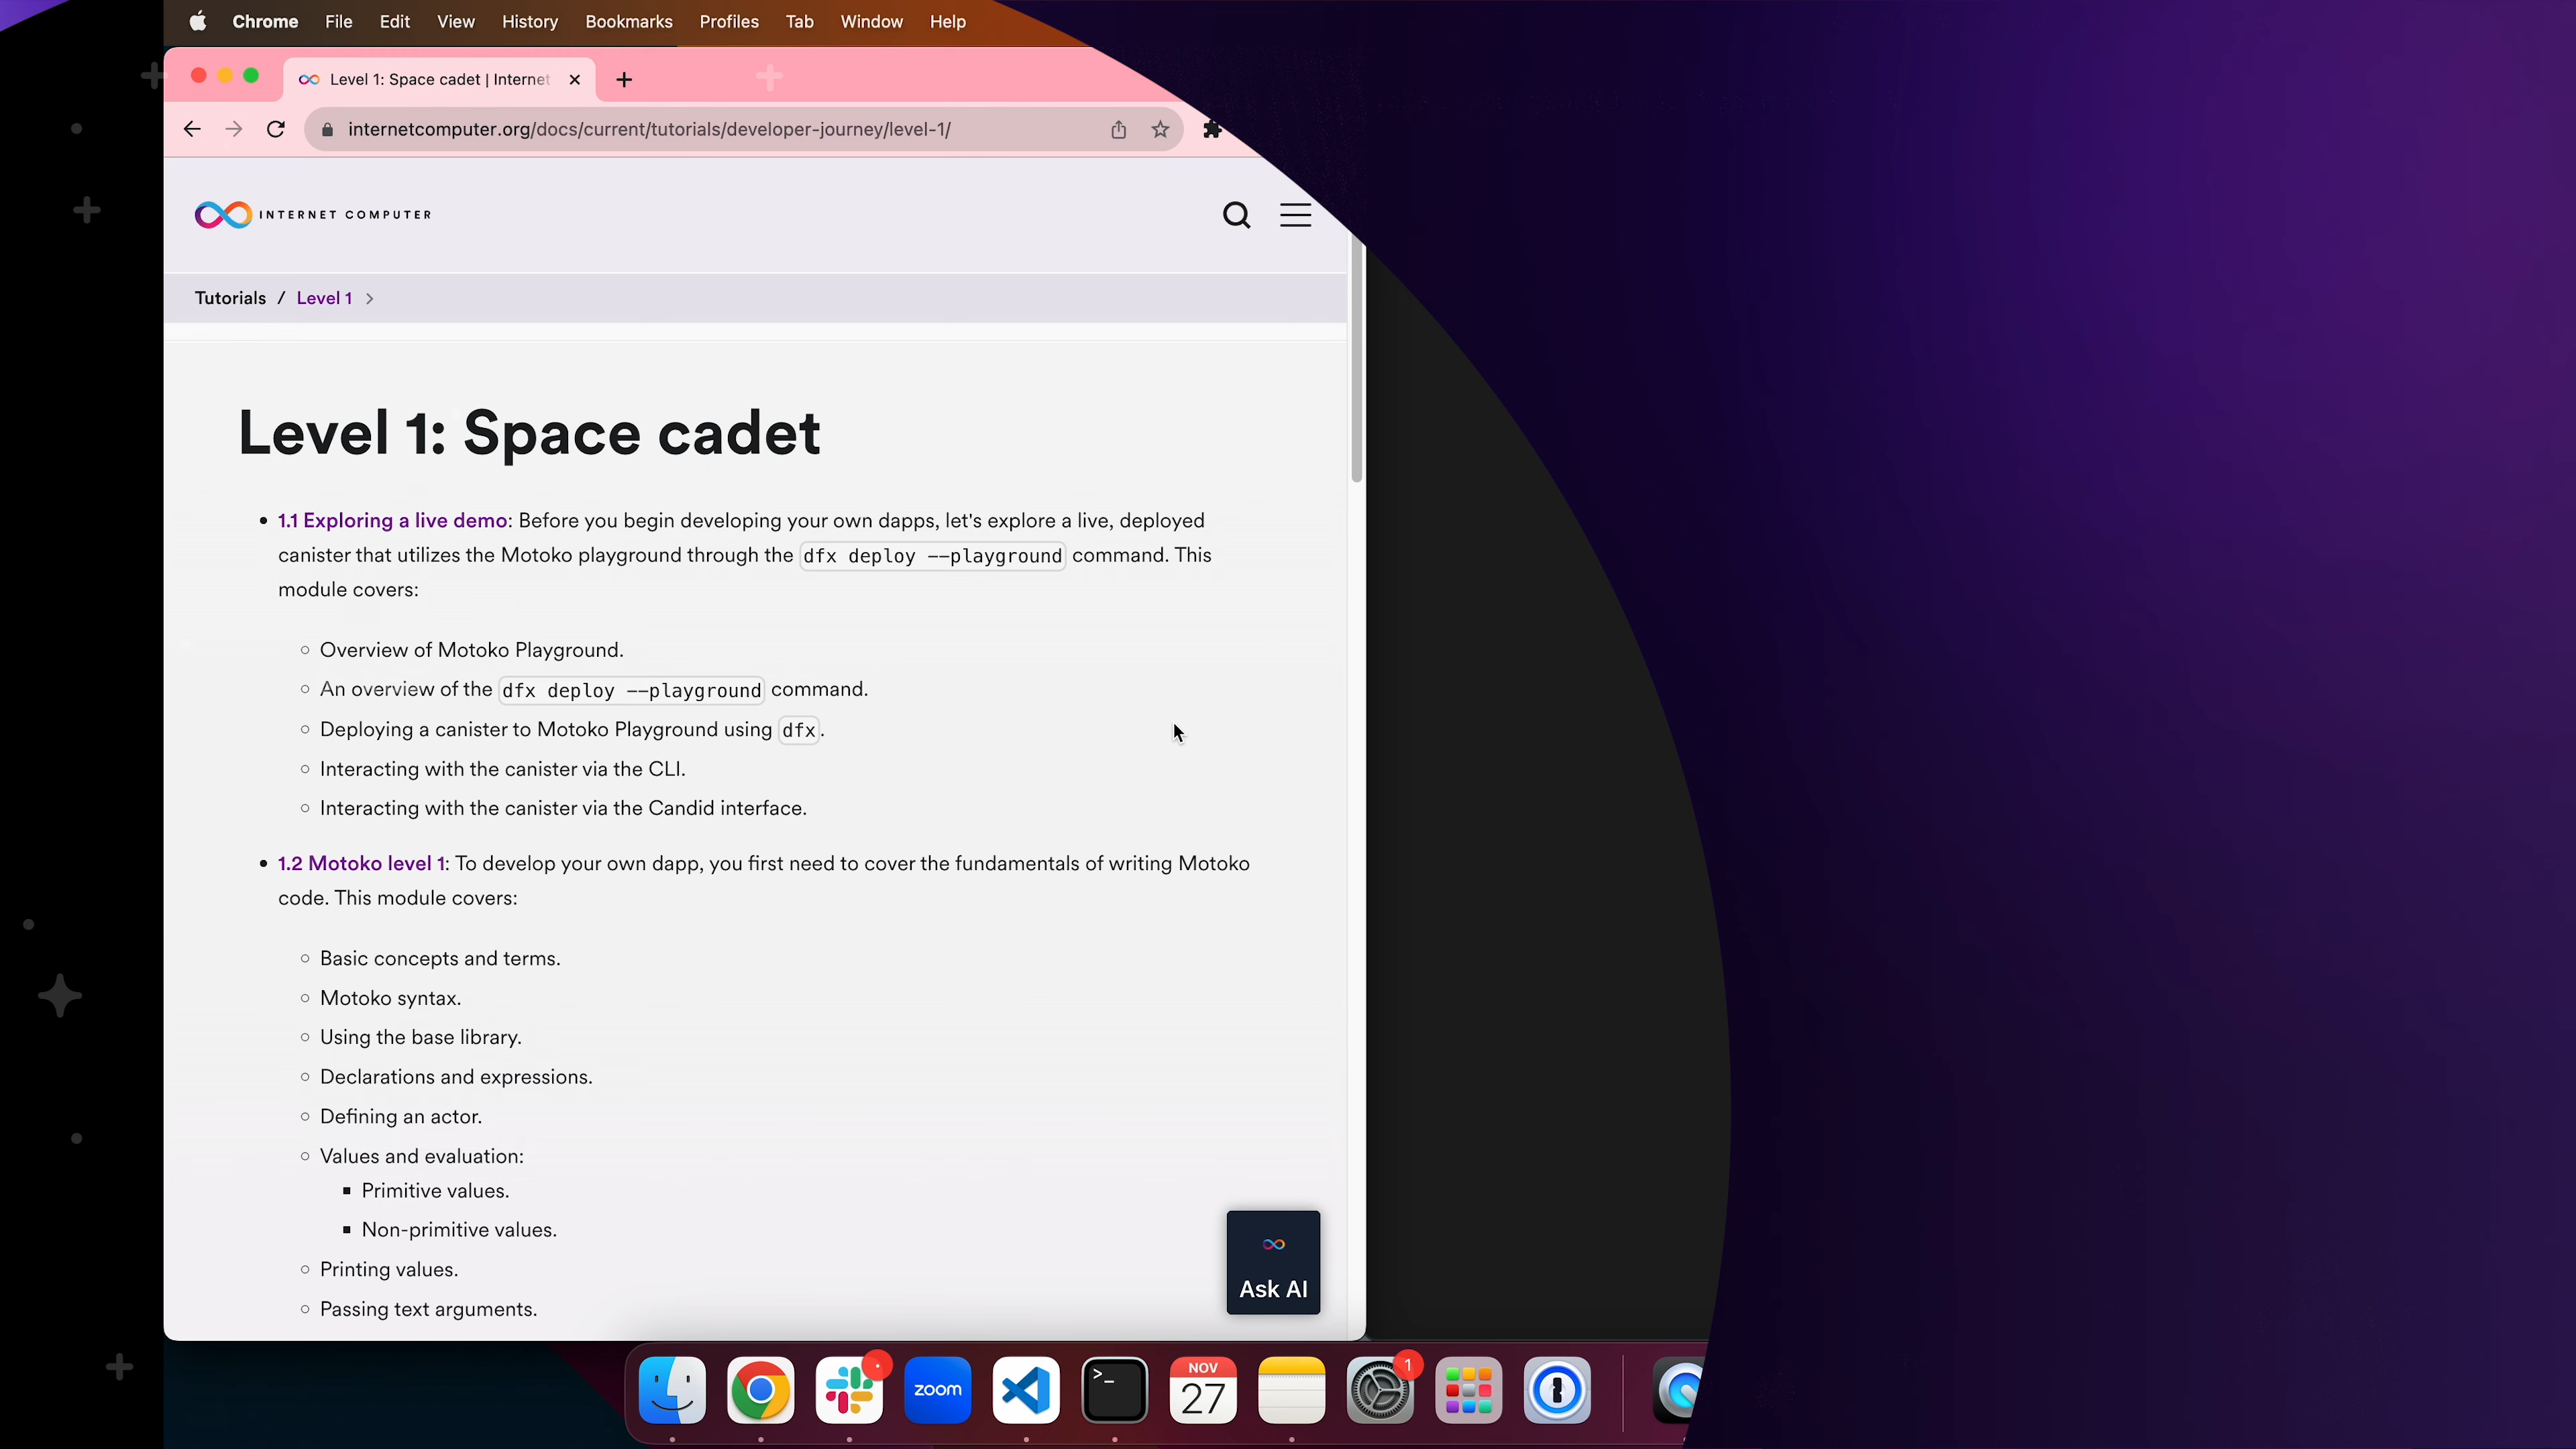 Chrome File Edit View History Bookmarks Profiles Tab Window Help
Level 1: Space cadet | Internet
internetcomputer.org/docs/current/tutorials/developer-journey/level-1/
INTERNET COMPUTER
Tutorials / Level 1
Level 1: Space cadet
1.1 Exploring a live demo: Before you begin developing your own dapps, let's explore a live, deployed
canister that utilizes the Motoko playground through the dfx deploy --playground command. This
module covers:
Overview of Motoko Playground.
An overview of the dfx deploy --playground command.
Deploying a canister to Motoko Playground using dfx.
Interacting with the canister via the CLI.
Interacting with the canister via the Candid interface.
1.2 Motoko level 1: To develop your own dapp, you first need to cover the fundamentals of writing Motoko
code. This module covers:
Basic concepts and terms.
Motoko syntax.
Using the base library.
Declarations and expressions.
Defining an actor.
Values and evaluation:
Primitive values.
Non-primitive values.
Printing values.
Passing text arguments.
Ask AI
zoom
>_
NOV
27
1